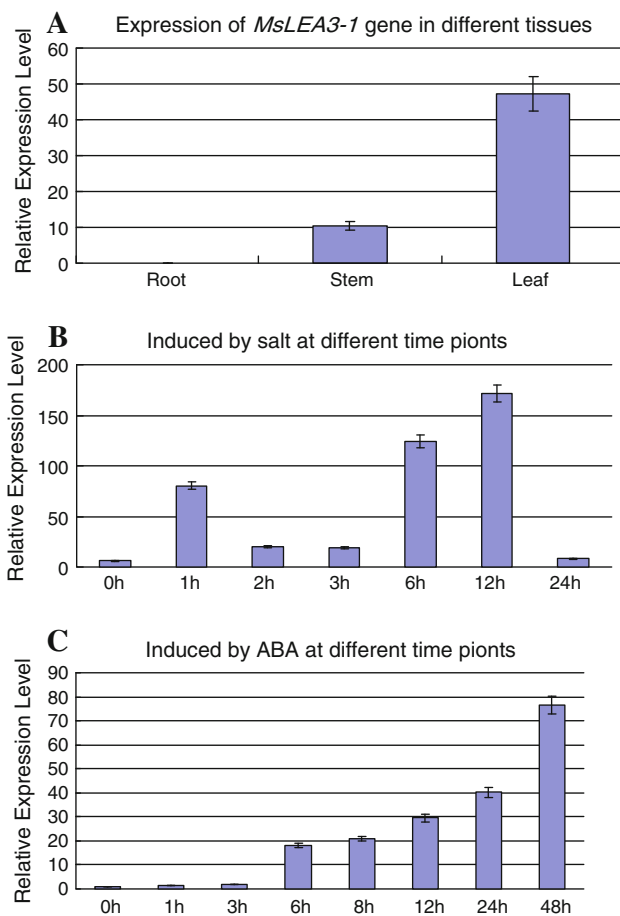 A Expression of MsLEA3-1 gene in different tissues
Relative Expression Level
60
50
40
30
20
10
0
Root Stem Leaf
B Induced by salt at different time pionts
Relative Expression Level
200
150
100
50
0
0h 1h 2h 3h 6h 12h 24h
C Induced by ABA at different time pionts
Relative Expression Level
90
80
70
60
50
40
30
20
10
0
0h 1h 3h 6h 8h 12h 24h 48h